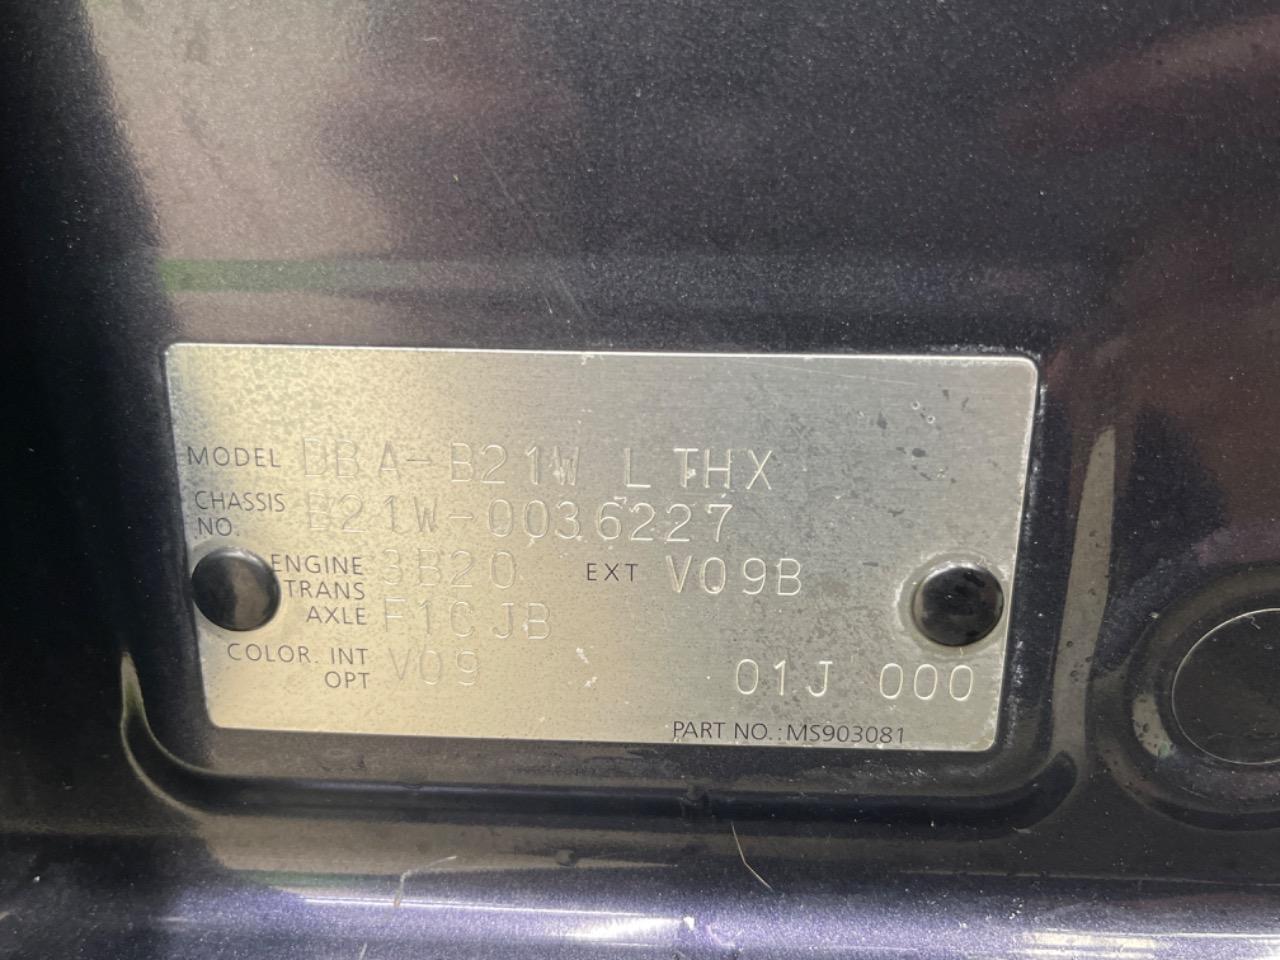 MODEL DBA-B21W LTHX
CHASSIS NO. B21W-0036227
ENGINE 3B20 EXT V09B
TRANS AXLE F1CJB
COLOR. INT V09
OPT 01J 000
PART NO.:MS903081